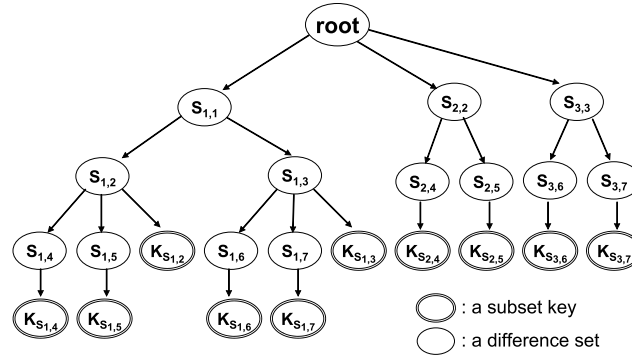 root
S1,1
S2,2
S3,3
S1,2
S1,3
S2,4
S2,5
S3,6
S3,7
S1,4
S1,5
KS1,2
S1,6
S1,7
KS1,3
KS2,4
KS2,5
KS3,6
KS3,7
KS1,4
KS1,5
KS1,6
KS1,7
: a subset key
: a difference set